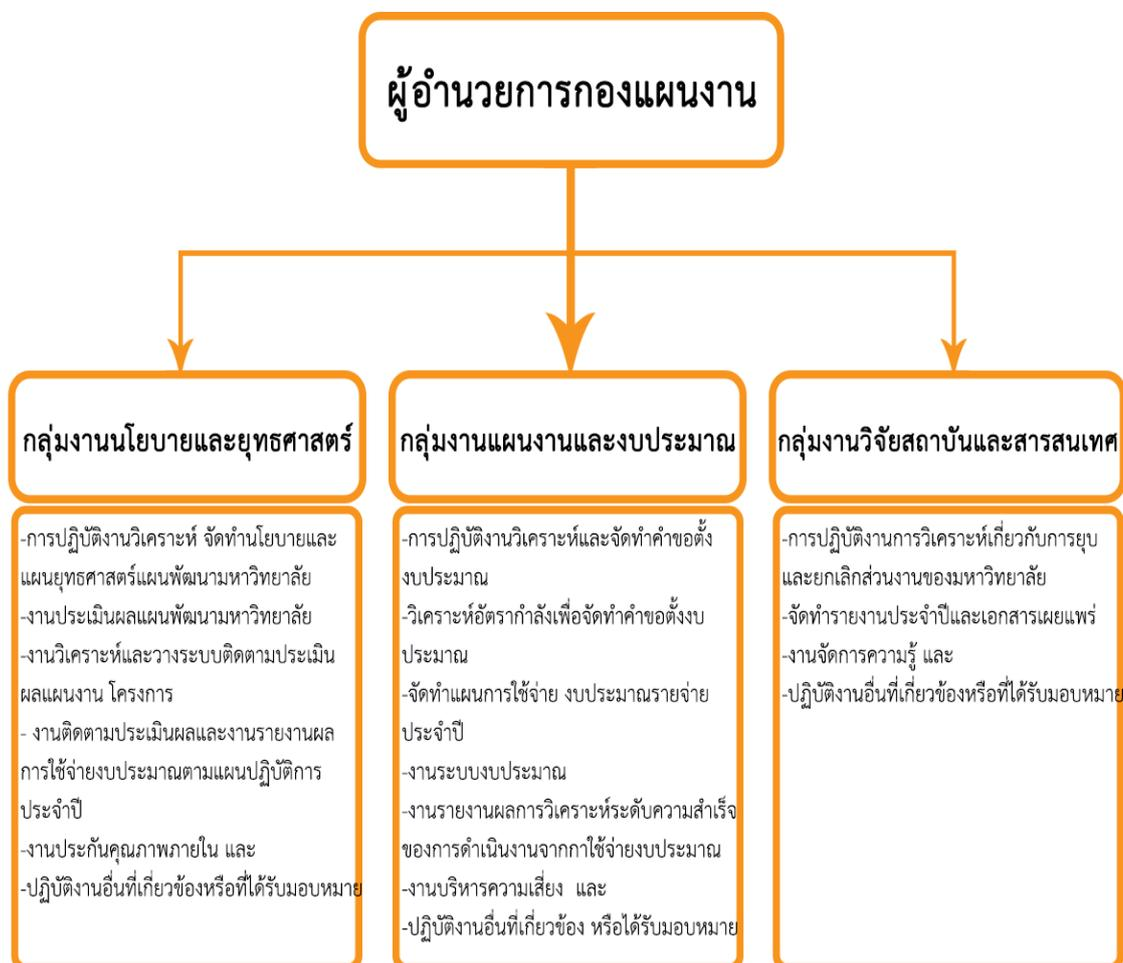 ผู้อำนวยการกองแผนงาน
กลุ่มงานนโยบายและยุทธศาสตร์
-การปฏิบัติงานวิเคราะห์ จัดทำนโยบายและ
แผนยุทธศาสตร์แผนพัฒนามหาวิทยาลัย
-งานประเมินผลแผนพัฒนามหาวิทยาลัย
-งานวิเคราะห์และวางระบบติดตามประเมิน
ผลแผนงาน โครงการ
- งานติดตามประเมินผลและงานรายงานผล
การใช้จ่ายงบประมาณตามแผนปฏิบัติการ
ประจำปี
-งานประกันคุณภาพภายใน และ
-ปฏิบัติงานอื่นที่เกี่ยวข้องหรือที่ได้รับมอบหมาย
กลุ่มงานแผนงานและงบประมาณ
-การปฏิบัติงานวิเคราะห์และจัดทำคำขอตั้ง
งบประมาณ
-วิเคราะห์อัตรากำลังเพื่อจัดทำคำขอตั้งงบ
ประมาณ
-จัดทำแผนการใช้จ่าย งบประมาณรายจ่าย
ประจำปี
-งานระบบงบประมาณ
-งานรายงานผลการวิเคราะห์ระดับความสำเร็จ
ของการดำเนินงานจากกาใช้จ่ายงบประมาณ
-งานบริหารความเสี่ยง และ
-ปฏิบัติงานอื่นที่เกี่ยวข้อง หรือได้รับมอบหมาย
กลุ่มงานวิจัยสถาบันและสารสนเทศ
-การปฏิบัติงานการวิเคราะห์เกี่ยวกับการยุบ
และยกเลิกส่วนงานของมหาวิทยาลัย
-จัดทำรายงานประจำปีและเอกสารเผยแพร่
-งานจัดการความรู้ และ
-ปฏิบัติงานอื่นที่เกี่ยวข้องหรือที่ได้รับมอบหมาย